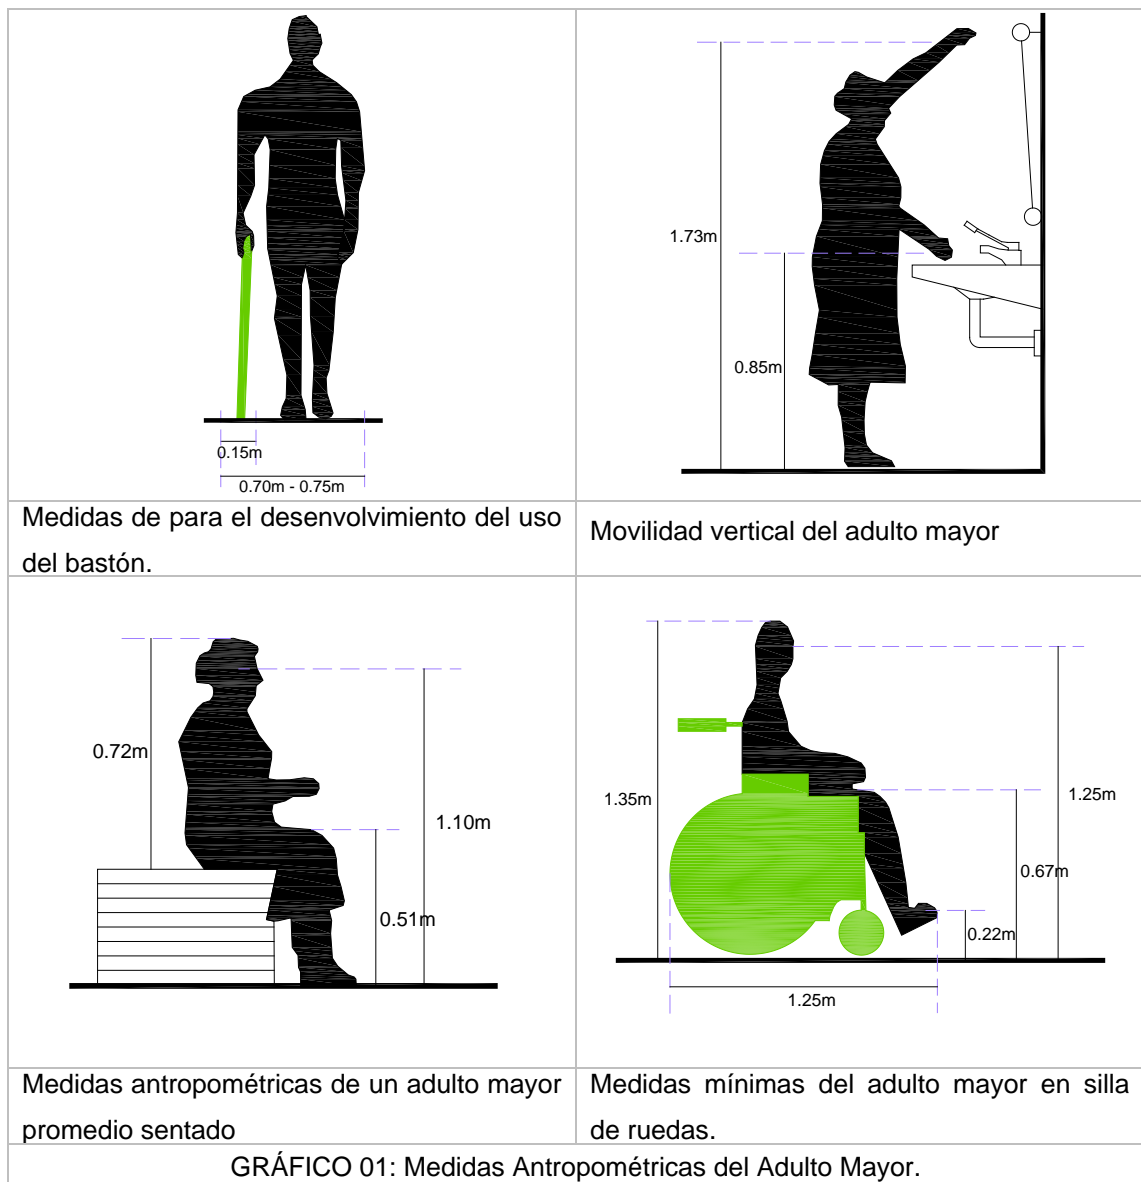 0.15m
0.70m - 0.75m
1.73m
0.85m
Medidas de para el desenvolvimiento del uso
del bastón.
Movilidad vertical del adulto mayor
0.72m
1.10m
0.51m
1.35m
1.25m
0.67m
0.22m
1.25m
Medidas antropométricas de un adulto mayor
promedio sentado
Medidas mínimas del adulto mayor en silla
de ruedas.
GRÁFICO 01: Medidas Antropométricas del Adulto Mayor.